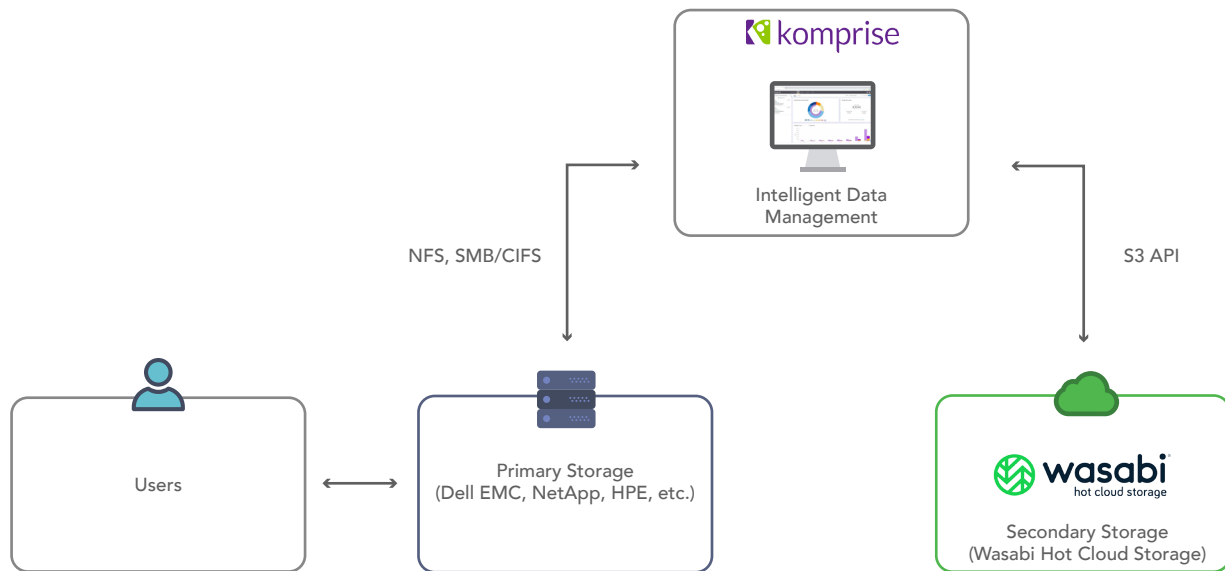 komprise
Intelligent Data
Management
NFS, SMB/CIFS
S3 API
Users
Primary Storage
(Dell EMC, NetApp, HPE, etc.)
wasabi
hot cloud storage
Secondary Storage
(Wasabi Hot Cloud Storage)